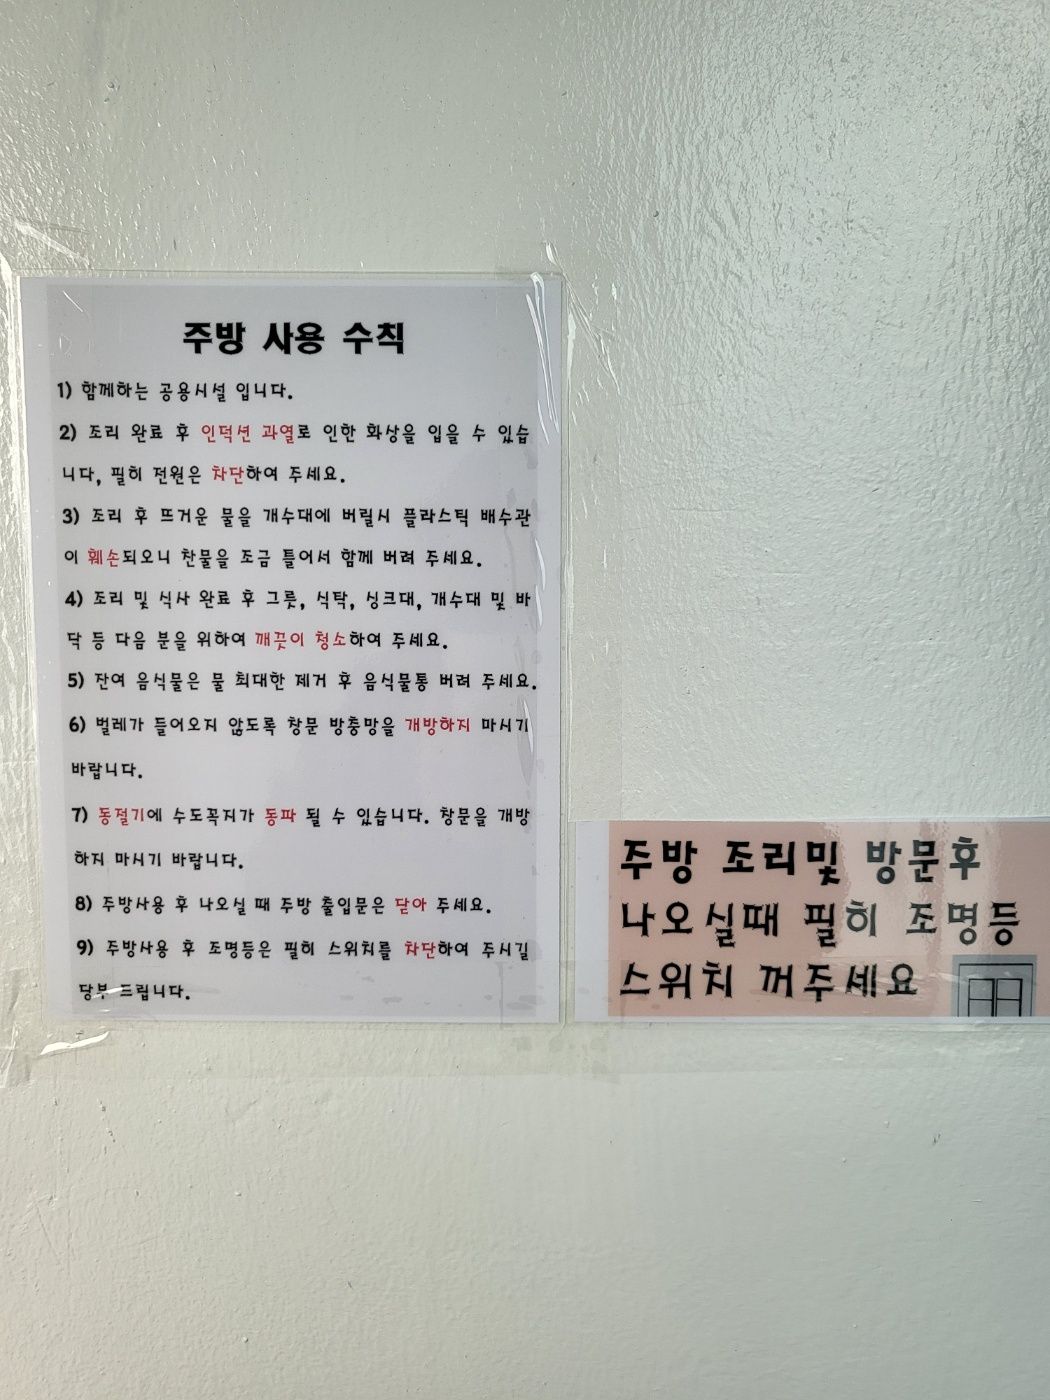 주방 사용 수칙
1) 함께하는 공용시설 입니다.
2) 조리 완료 후 인덕션 과열로 인한 화상을 입을 수 있습
니다, 필히 전원은 차단하여 주세요.
3) 조리 후 뜨거운 물을 개수대에 버릴시 플라스틱 배수관
이 훼손되오니 찬물을 조금 틀어서 함께 버려 주세요.
4) 조리 및 식사 완료 후 그릇, 식탁, 싱크대, 개수대 및 바
닥 등 다음 분을 위하여 깨끗이 청소하여 주세요.
5) 잔여 음식물은 물 최대한 제거 후 음식물통 버려 주세요.
6) 벌레가 들어오지 않도록 창문 방충망을 개방하지 마시기
바랍니다.
7) 동절기에 수도꼭지가 동파 될 수 있습니다. 창문을 개방
하지 마시기 바랍니다.
8) 주방사용 후 나오실 때 주방 출입문은 닫아 주세요.
9) 주방사용 후 조명등은 필히 스위치를 차단하여 주시길
당부 드립니다.
주방 조리및 방문후
나오실때 필히 조명등
스위치 꺼주세요